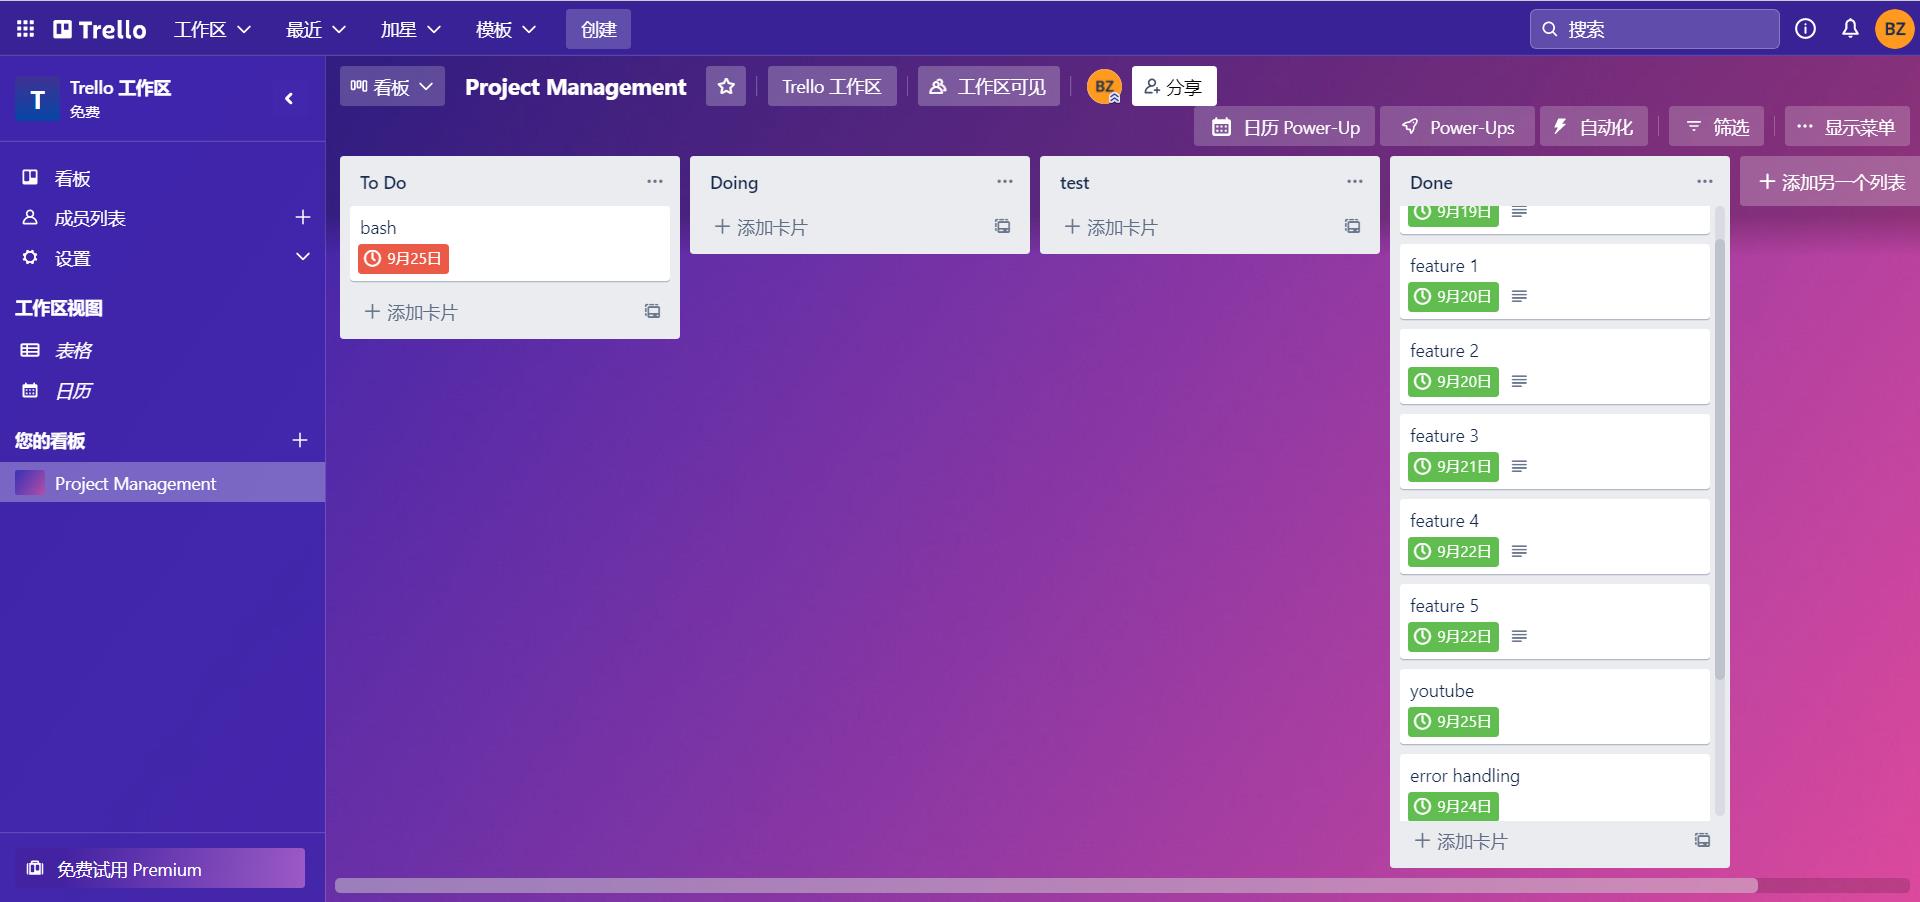 Trello 工作区 最近 加星 模板 创建 搜索 BZ
T Trello 工作区
免费
看板
成员列表
设置
工作区视图
表格
日历
您的看板
Project Management
免费试用 Premium
看板 Project Management Trello 工作区 工作区可见 BZ 分享
日历 Power-Up Power-Ups 自动化 筛选 显示菜单
To Do
bash
9月25日
添加卡片
Doing
添加卡片
test
添加卡片
Done
9月19日
feature 1
9月20日
feature 2
9月20日
feature 3
9月21日
feature 4
9月22日
feature 5
9月22日
youtube
9月25日
error handling
9月24日
添加卡片
添加另一个列表